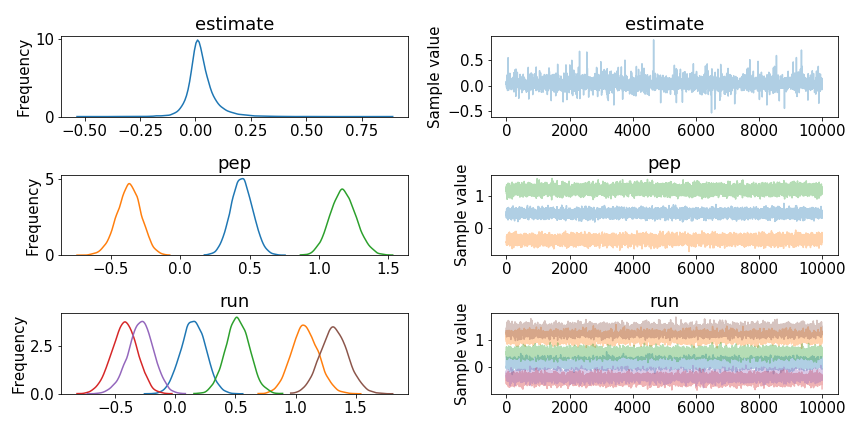 estimate
Frequency
10
0
−0.50 −0.25 0.00 0.25 0.50 0.75
estimate
Sample value
0.5
0.0
−0.5
0 2000 4000 6000 8000 10000
pep
Frequency
5
0
−0.5 0.0 0.5 1.0 1.5
pep
Sample value
1
0
0 2000 4000 6000 8000 10000
run
Frequency
2.5
0.0
−0.5 0.0 0.5 1.0 1.5
run
Sample value
1
0
0 2000 4000 6000 8000 10000